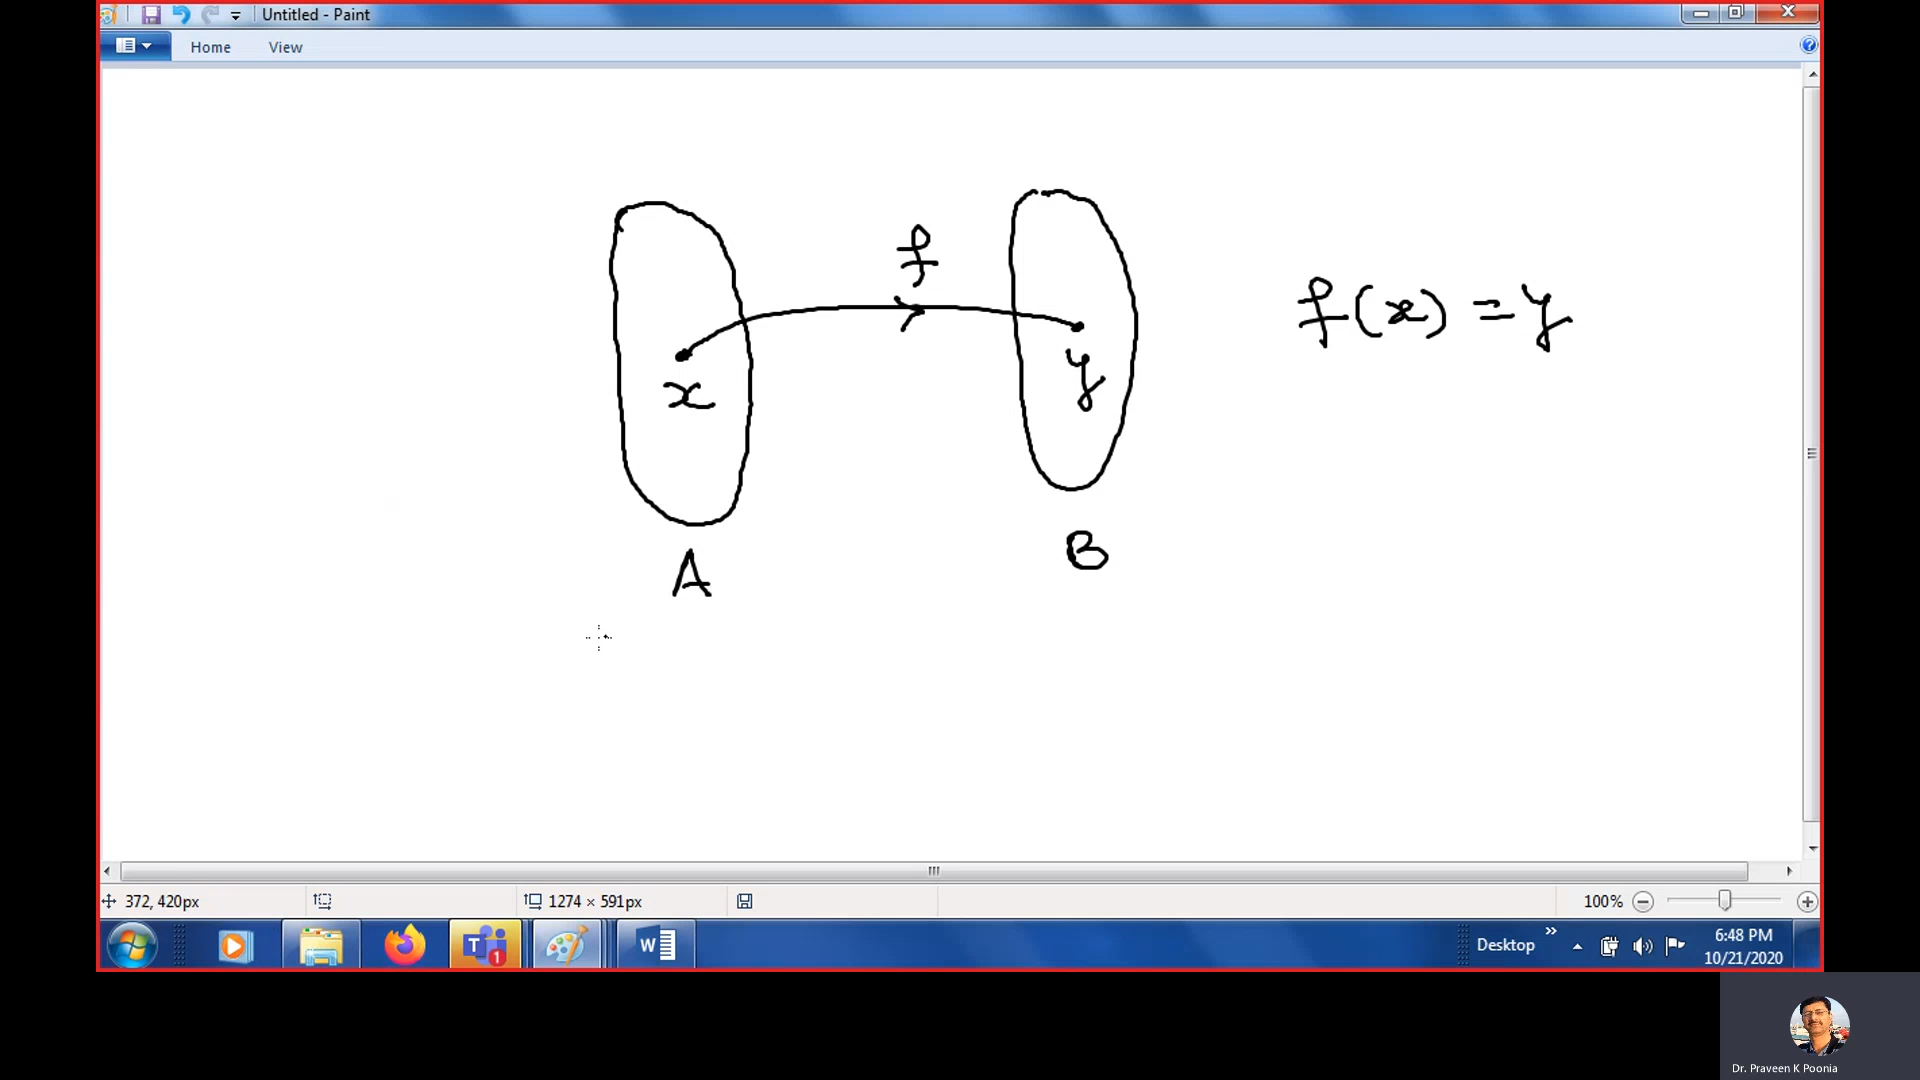 Untitled - Paint
Home View
f
f(x) = y
x
y
B
A
372, 420px
1274 × 591px
100%
T 1
W
Desktop
6:48 PM
10/21/2020
Dr. Praveen K Poonia